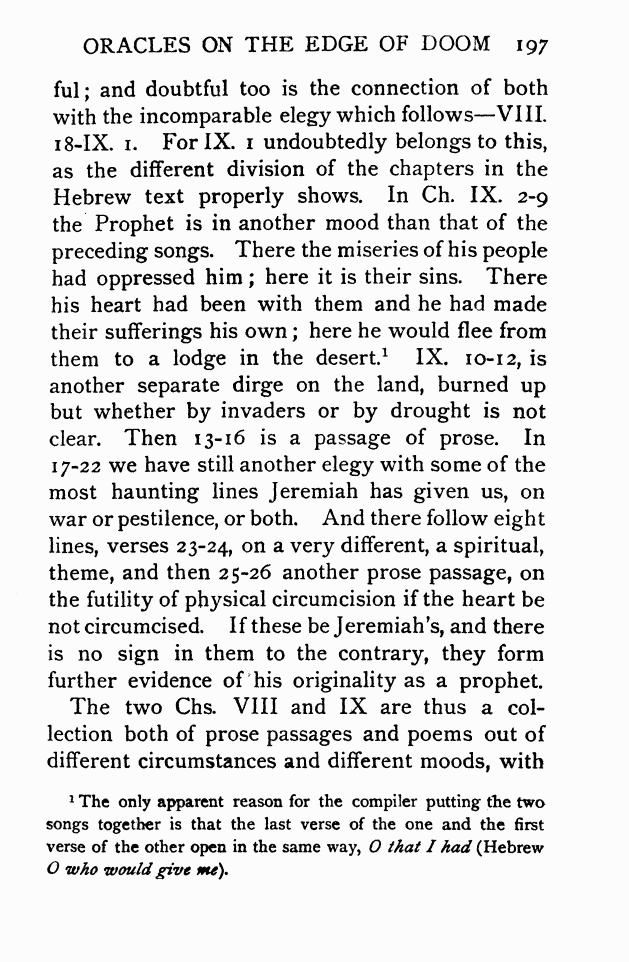 ORACLES ON THE EDGE OF DOOM 197
ful; and doubtful too is the connection of both
with the incomparable elegy which follows—VIII.
18-IX. 1. For IX. 1 undoubtedly belongs to this,
as the different division of the chapters in the
Hebrew text properly shows. In Ch. IX. 2-9
the Prophet is in another mood than that of the
preceding songs. There the miseries of his people
had oppressed him; here it is their sins. There
his heart had been with them and he had made
their sufferings his own; here he would flee from
them to a lodge in the desert.¹ IX. 10-12, is
another separate dirge on the land, burned up
but whether by invaders or by drought is not
clear. Then 13-16 is a passage of prose. In
17-22 we have still another elegy with some of the
most haunting lines Jeremiah has given us, on
war or pestilence, or both. And there follow eight
lines, verses 23-24, on a very different, a spiritual,
theme, and then 25-26 another prose passage, on
the futility of physical circumcision if the heart be
not circumcised. If these be Jeremiah's, and there
is no sign in them to the contrary, they form
further evidence of his originality as a prophet.
The two Chs. VIII and IX are thus a col-
lection both of prose passages and poems out of
different circumstances and different moods, with
¹ The only apparent reason for the compiler putting the two
songs together is that the last verse of the one and the first
verse of the other open in the same way, O that I had (Hebrew
O who would give me).